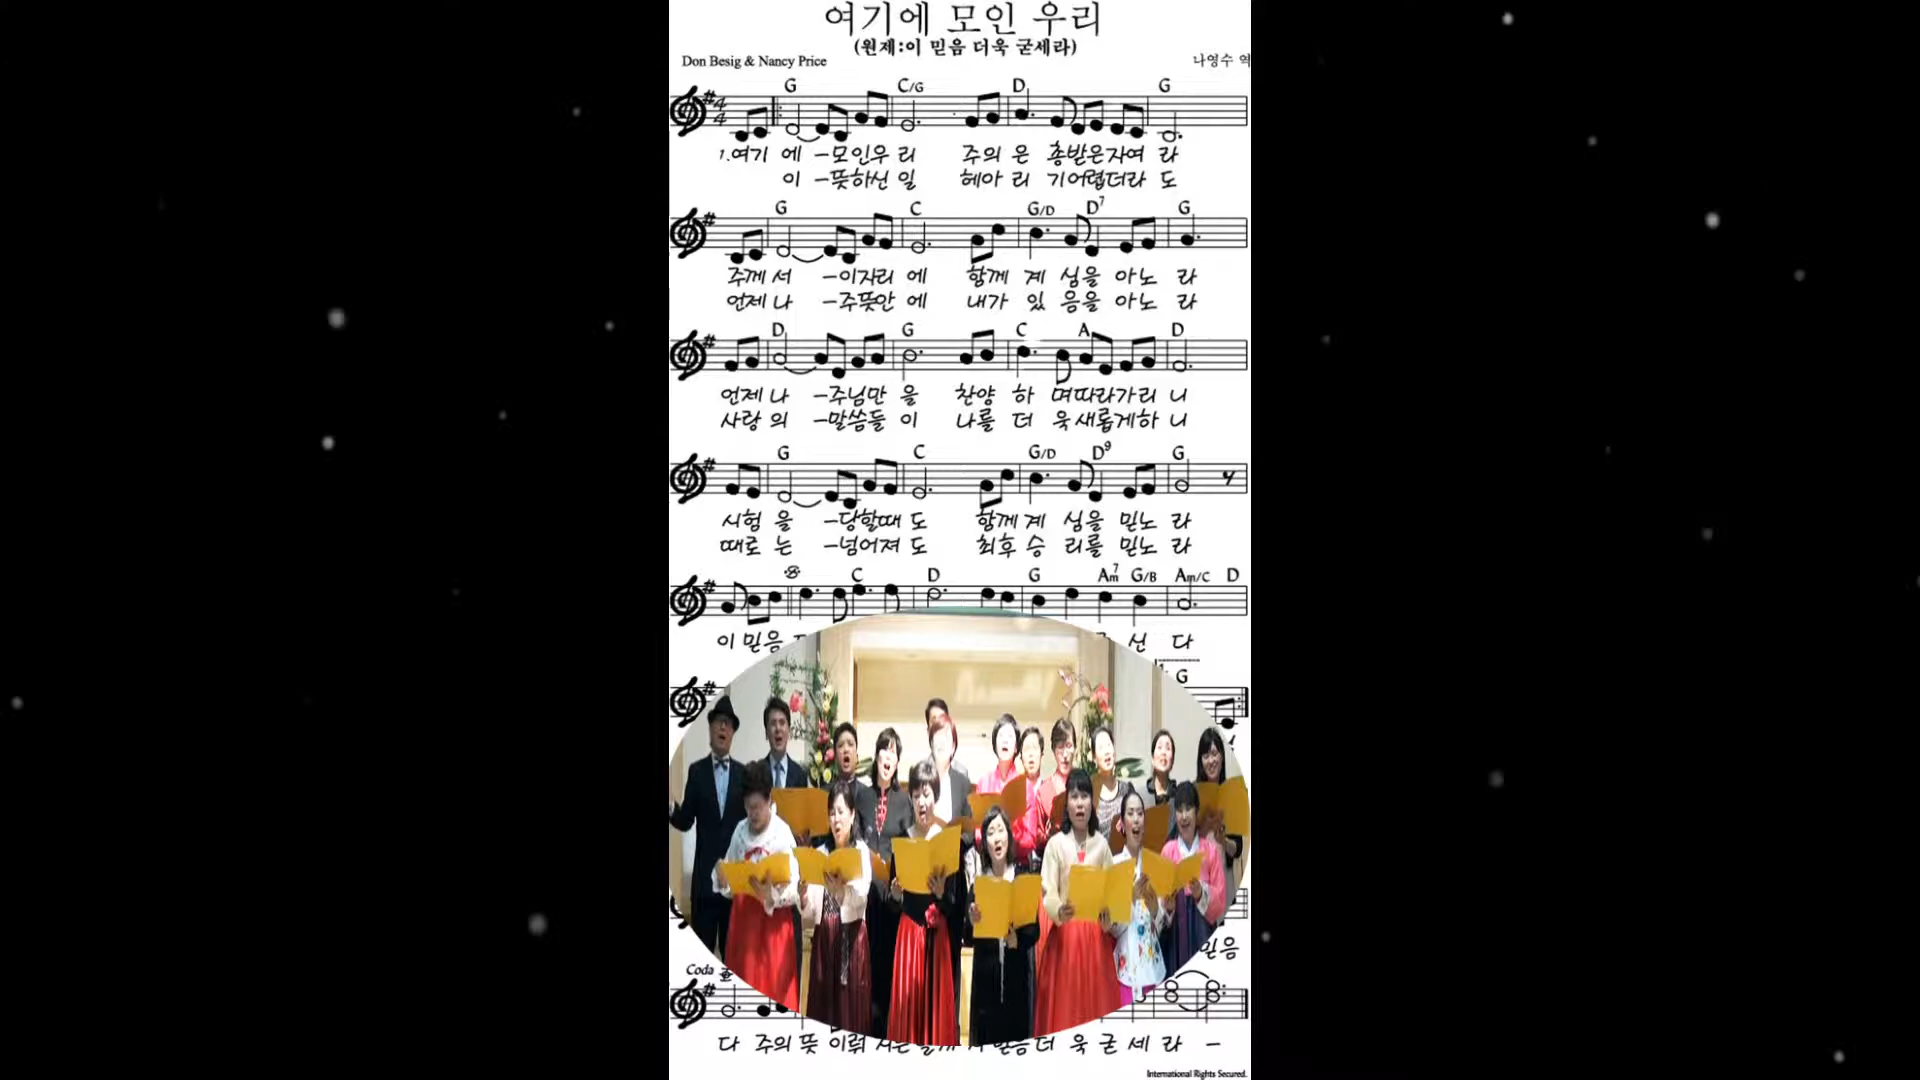 여기에 모인 우리
(원제:이 믿음 더욱 굳세라)
Don Besig & Nancy Price
나영수 역
G C/G D G
1.여기 에 -모인우 리 주의 은 총받은자여 라
이 -뜻하신 일 헤아 리 기어렵더라 도
G C G/D D7 G
주께 서 -이자리 에 함께 계 심을 아노 라
언제 나 -주뜻안 에 내가 있 음을 아노 라
D G C A D
언제 나 -주님만 을 찬양 하 며따라가리 니
사랑 의 -말씀들 이 나를 더 욱새롭게하 니
G C G/D D9 G
시험 을 -당할때 도 함께 계 심을 믿노 라
때로 는 -넘어져 도 최후 승 리를 믿노 라
C D G Am7 G/B Am/C D
이 믿음 선 다
G
믿음
Coda
다 주의 뜻 이뤄 믿음 더 욱 굳 세 라 -
International Rights Secured.